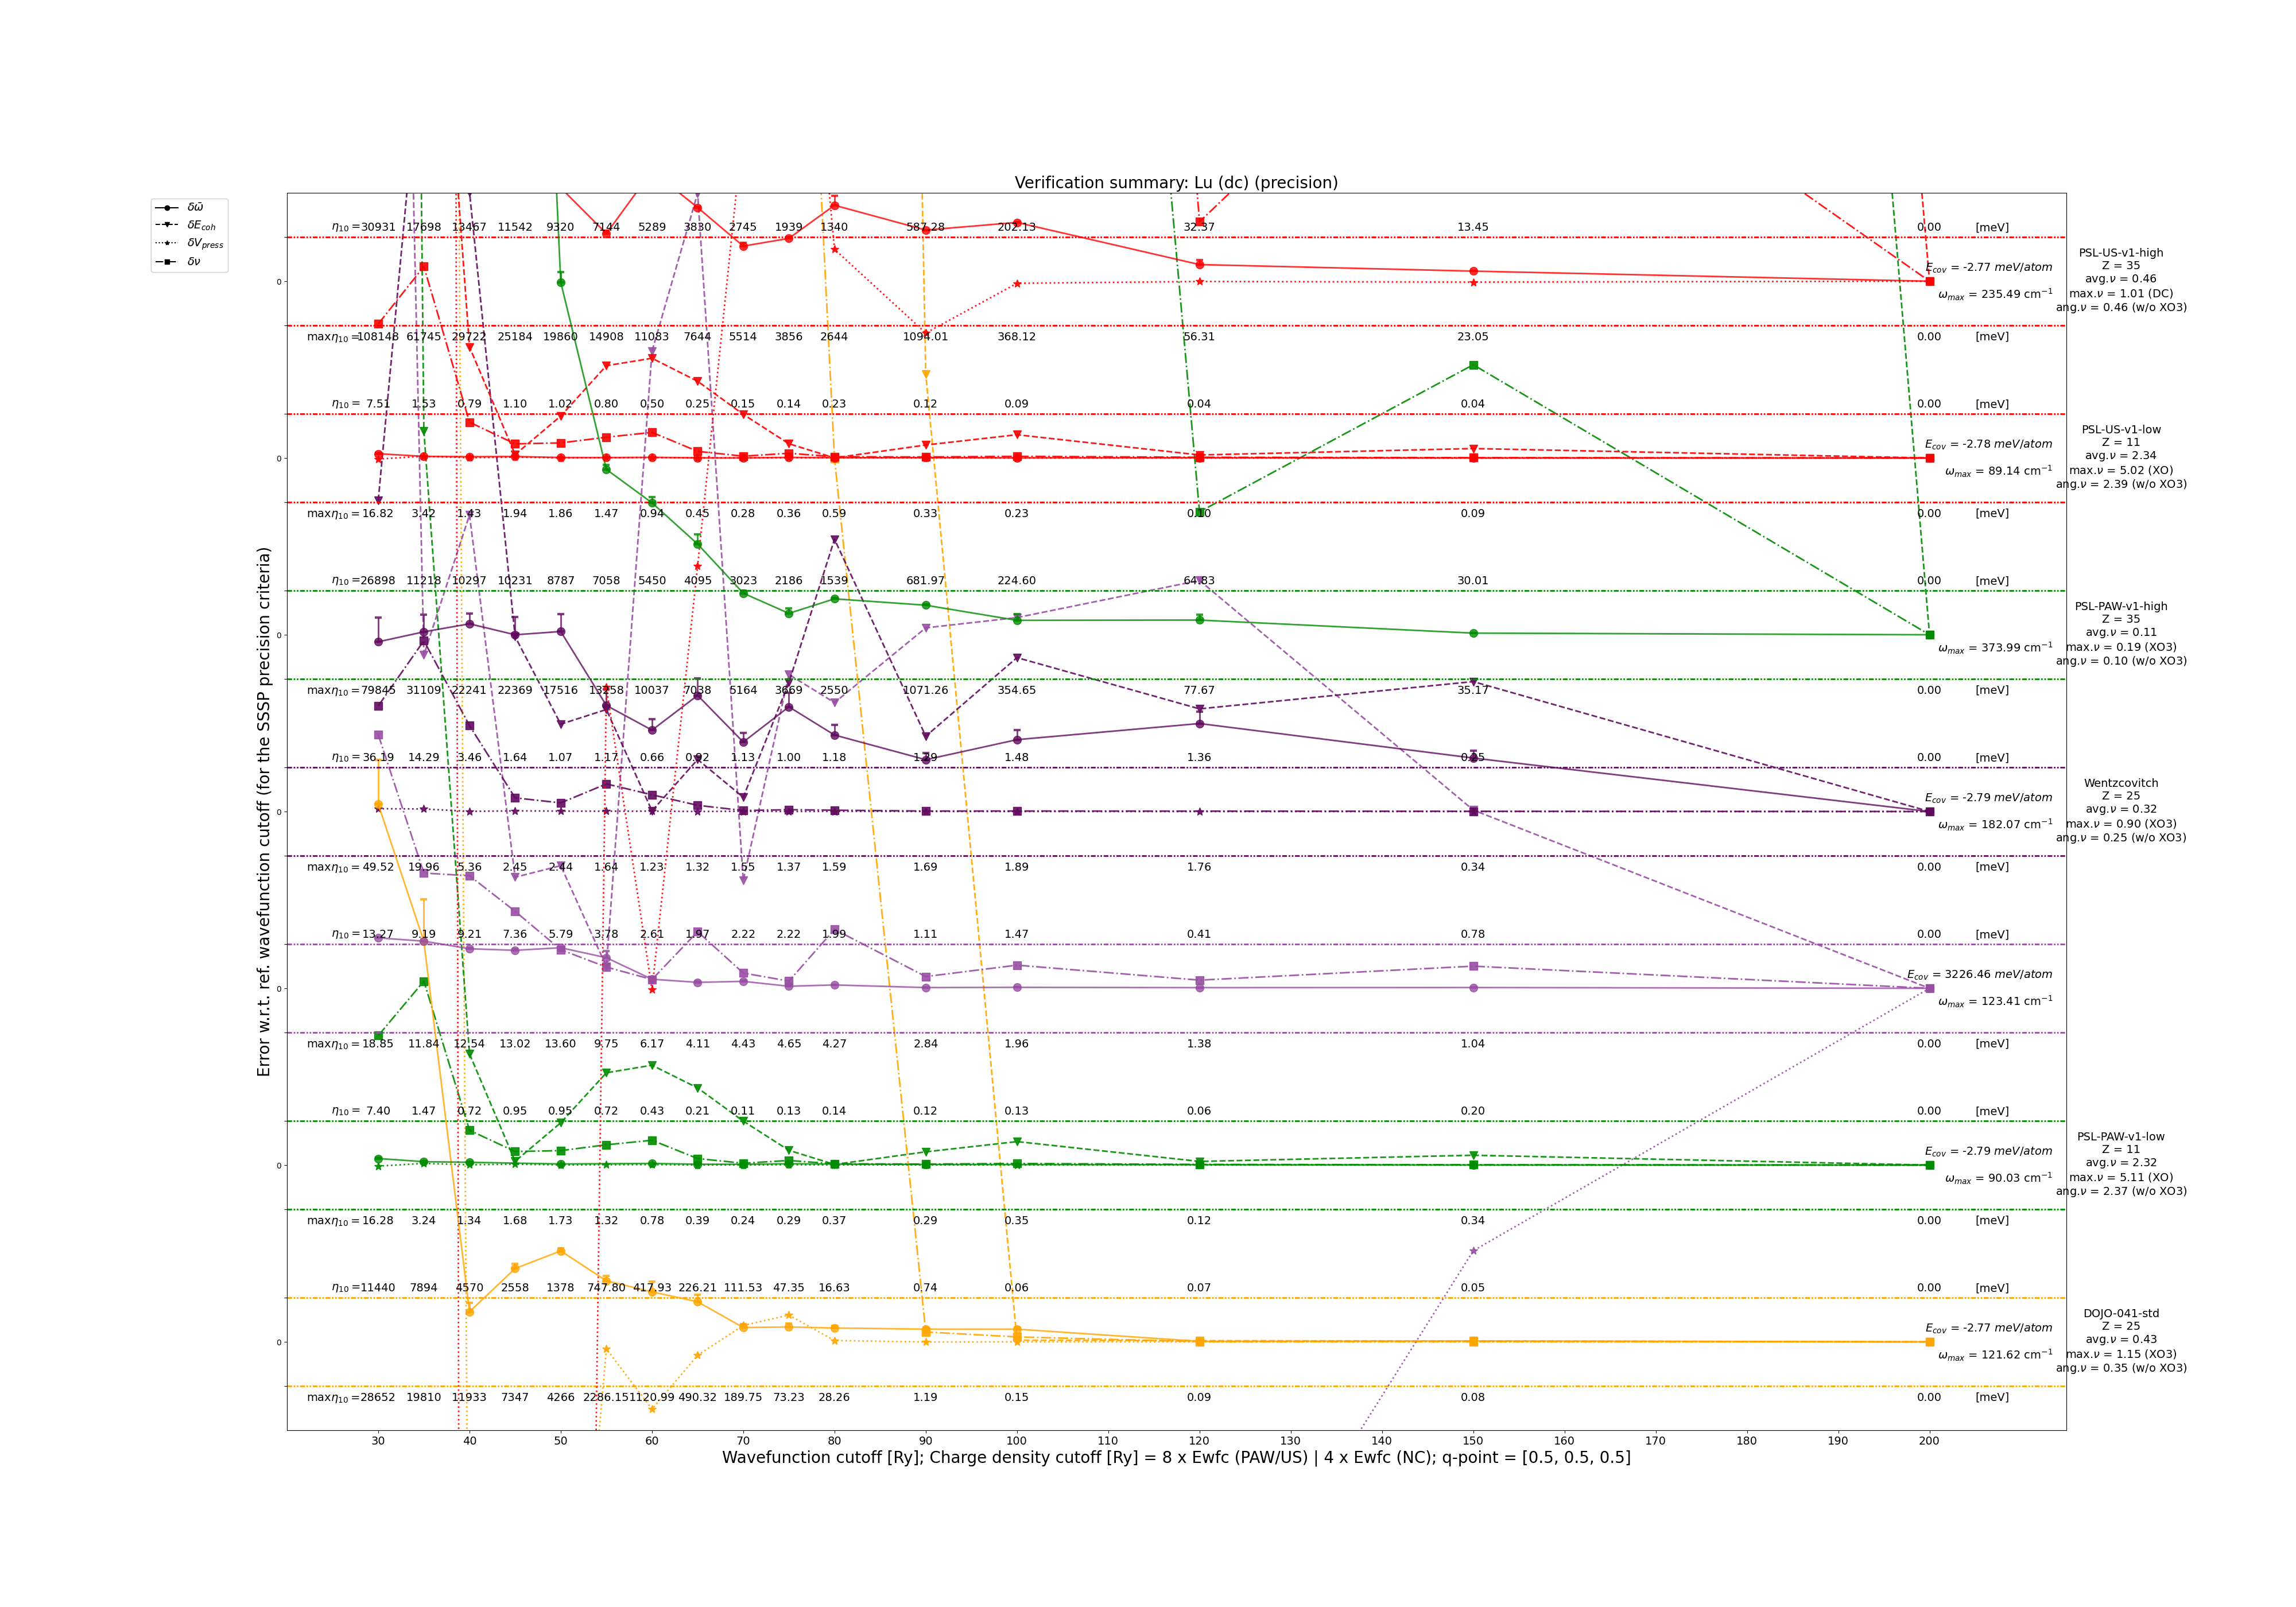 Verification summary: Lu (dc) (precision)
δω̄
δE_coh
δV_press
δν
Error w.r.t. ref. wavefunction cutoff (for the SSSP precision criteria)
η₁₀ = 30931 17698 13467 11542 9320 7144 5289 3830 2745 1939 1340 587.28 202.13 32.37 13.45 0.00 [meV]
0
E_cov = -2.77 meV/atom
ω_max = 235.49 cm⁻¹
PSL-US-v1-high
Z = 35
avg.ν = 0.46
max.ν = 1.01 (DC)
ang.ν = 0.46 (w/o XO3)
maxη₁₀ = 108148 61745 29722 25184 19860 14908 11083 7644 5514 3856 2644 1094.01 368.12 56.31 23.05 0.00 [meV]
η₁₀ = 7.51 1.53 0.79 1.10 1.02 0.80 0.50 0.25 0.15 0.14 0.23 0.12 0.09 0.04 0.04 0.00 [meV]
0
E_cov = -2.78 meV/atom
ω_max = 89.14 cm⁻¹
PSL-US-v1-low
Z = 11
avg.ν = 2.34
max.ν = 5.02 (XO)
ang.ν = 2.39 (w/o XO3)
maxη₁₀ = 16.82 3.42 1.43 1.94 1.86 1.47 0.94 0.45 0.28 0.36 0.59 0.33 0.23 0.10 0.09 0.00 [meV]
η₁₀ = 26898 11218 10297 10231 8787 7058 5450 4095 3023 2186 1539 681.97 224.60 64.83 30.01 0.00 [meV]
0
ω_max = 373.99 cm⁻¹
PSL-PAW-v1-high
Z = 35
avg.ν = 0.11
max.ν = 0.19 (XO3)
ang.ν = 0.10 (w/o XO3)
maxη₁₀ = 79845 31109 22241 22369 17516 7038 10037 5164 3669 2550 1071.26 354.65 77.67 35.17 0.00 [meV]
η₁₀ = 36.19 14.29 3.46 1.64 1.07 1.17 0.66 1.13 1.00 1.18 1.48 1.36 0.00 [meV]
0
E_cov = -2.79 meV/atom
ω_max = 182.07 cm⁻¹
Wentzcovitch
Z = 25
avg.ν = 0.32
max.ν = 0.90 (XO3)
ang.ν = 0.25 (w/o XO3)
maxη₁₀ = 49.52 19.96 5.36 2.45 2.44 1.64 1.23 1.32 1.55 1.37 1.59 1.69 1.89 1.76 0.34 0.00 [meV]
η₁₀ = 13.27 9.19 9.21 7.36 5.79 3.78 2.61 1.97 2.22 2.22 1.99 1.11 1.47 0.41 0.78 0.00 [meV]
0
E_cov = 3226.46 meV/atom
ω_max = 123.41 cm⁻¹
maxη₁₀ = 18.85 11.84 12.54 13.02 13.60 9.75 6.17 4.11 4.43 4.65 4.27 2.84 1.96 1.38 1.04 0.00 [meV]
η₁₀ = 7.40 1.47 0.72 0.95 0.95 0.72 0.43 0.21 0.11 0.13 0.14 0.12 0.13 0.06 0.20 0.00 [meV]
0
E_cov = -2.79 meV/atom
ω_max = 90.03 cm⁻¹
PSL-PAW-v1-low
Z = 11
avg.ν = 2.32
max.ν = 5.11 (XO)
ang.ν = 2.37 (w/o XO3)
maxη₁₀ = 16.28 3.24 1.34 1.68 1.73 1.32 0.78 0.39 0.24 0.29 0.37 0.29 0.35 0.12 0.34 0.00 [meV]
η₁₀ = 11440 7894 4570 2558 1378 747.80 417.93 226.21 111.53 47.35 16.63 0.74 0.06 0.07 0.05 0.00 [meV]
0
E_cov = -2.77 meV/atom
ω_max = 121.62 cm⁻¹
DOJO-041-std
Z = 25
avg.ν = 0.43
max.ν = 1.15 (XO3)
ang.ν = 0.35 (w/o XO3)
maxη₁₀ = 28652 19810 11933 7347 4266 2286.15 1120.99 490.32 189.75 73.23 28.26 1.19 0.15 0.09 0.08 0.00 [meV]
30 40 50 60 70 80 90 100 110 120 130 140 150 160 170 180 190 200
Wavefunction cutoff [Ry]; Charge density cutoff [Ry] = 8 x Ewfc (PAW/US) | 4 x Ewfc (NC); q-point = [0.5, 0.5, 0.5]